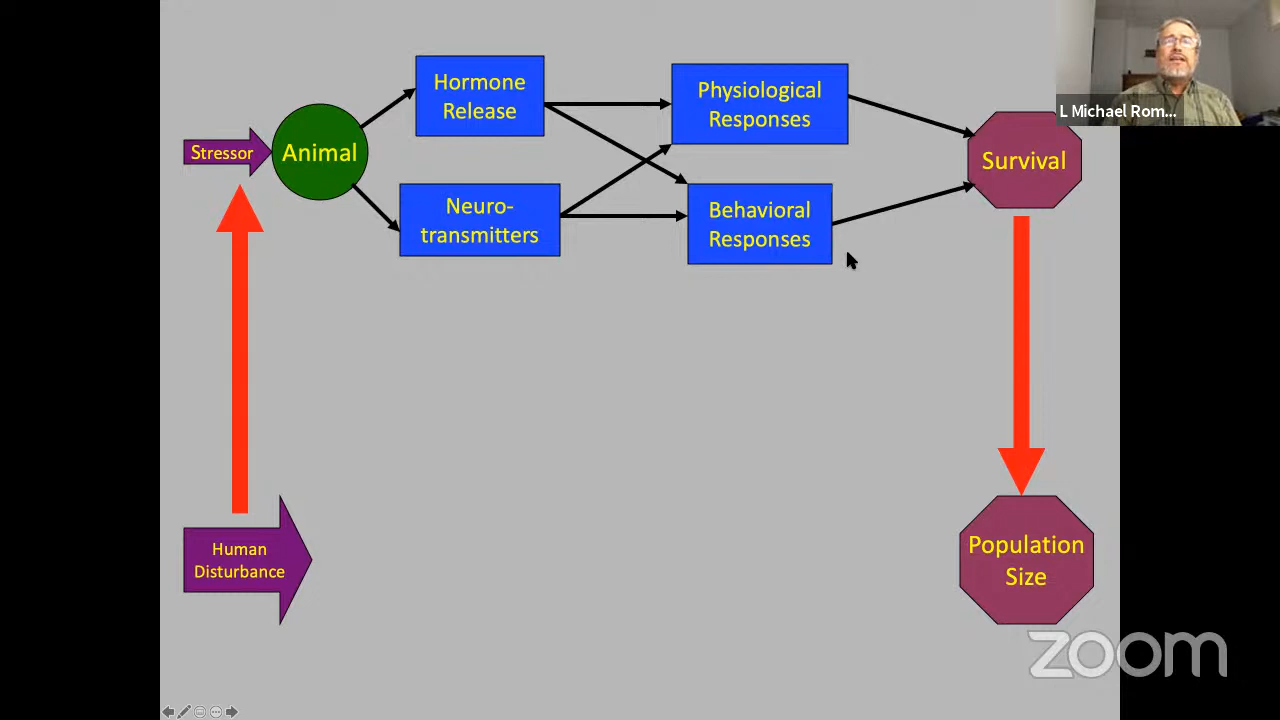 Hormone
Release
Physiological
Responses
L Michael Rom...
Stressor
Animal
Survival
Neuro-
transmitters
Behavioral
Responses
Human
Disturbance
Population
Size
zoom